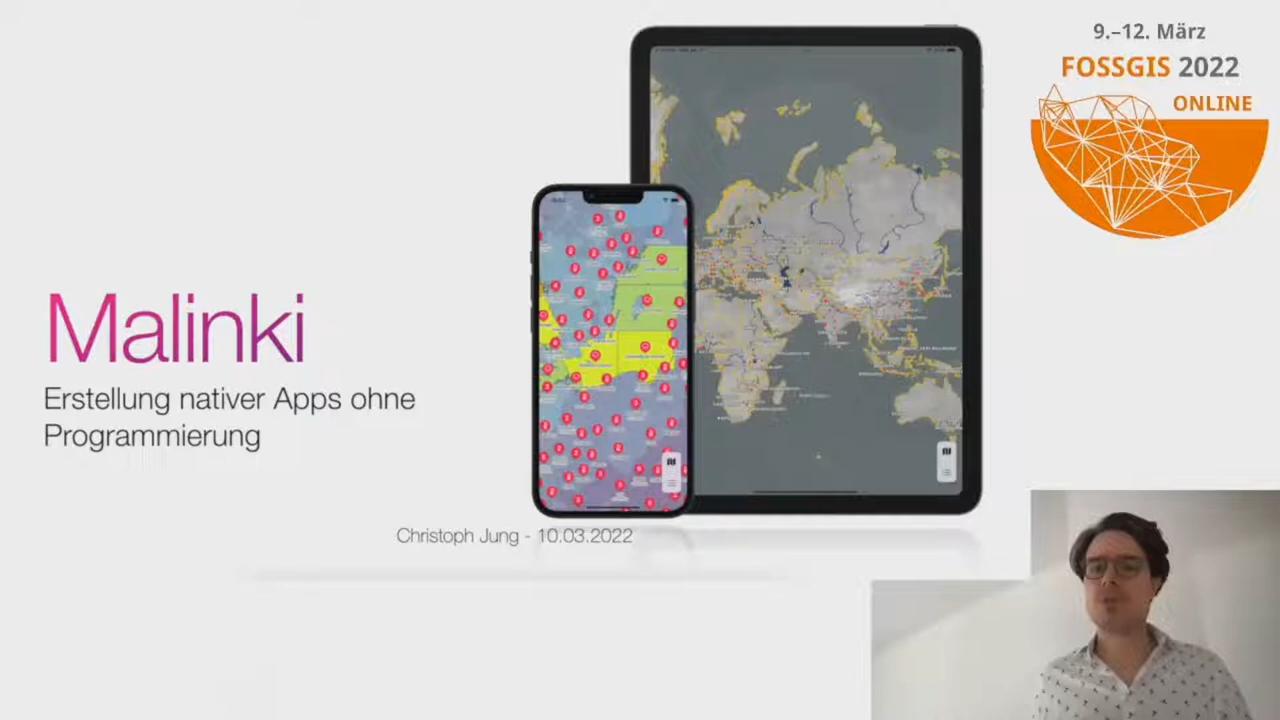 9.–12. März
FOSSGIS 2022
ONLINE
Malinki
Erstellung nativer Apps ohne
Programmierung
Christoph Jung - 10.03.2022